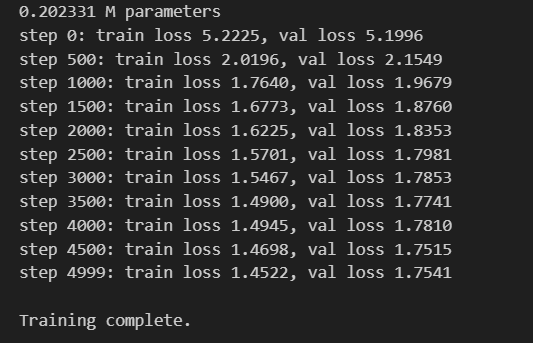 0.202331 M parameters
step 0: train loss 5.2225, val loss 5.1996
step 500: train loss 2.0196, val loss 2.1549
step 1000: train loss 1.7640, val loss 1.9679
step 1500: train loss 1.6773, val loss 1.8760
step 2000: train loss 1.6225, val loss 1.8353
step 2500: train loss 1.5701, val loss 1.7981
step 3000: train loss 1.5467, val loss 1.7853
step 3500: train loss 1.4900, val loss 1.7741
step 4000: train loss 1.4945, val loss 1.7810
step 4500: train loss 1.4698, val loss 1.7515
step 4999: train loss 1.4522, val loss 1.7541
Training complete.